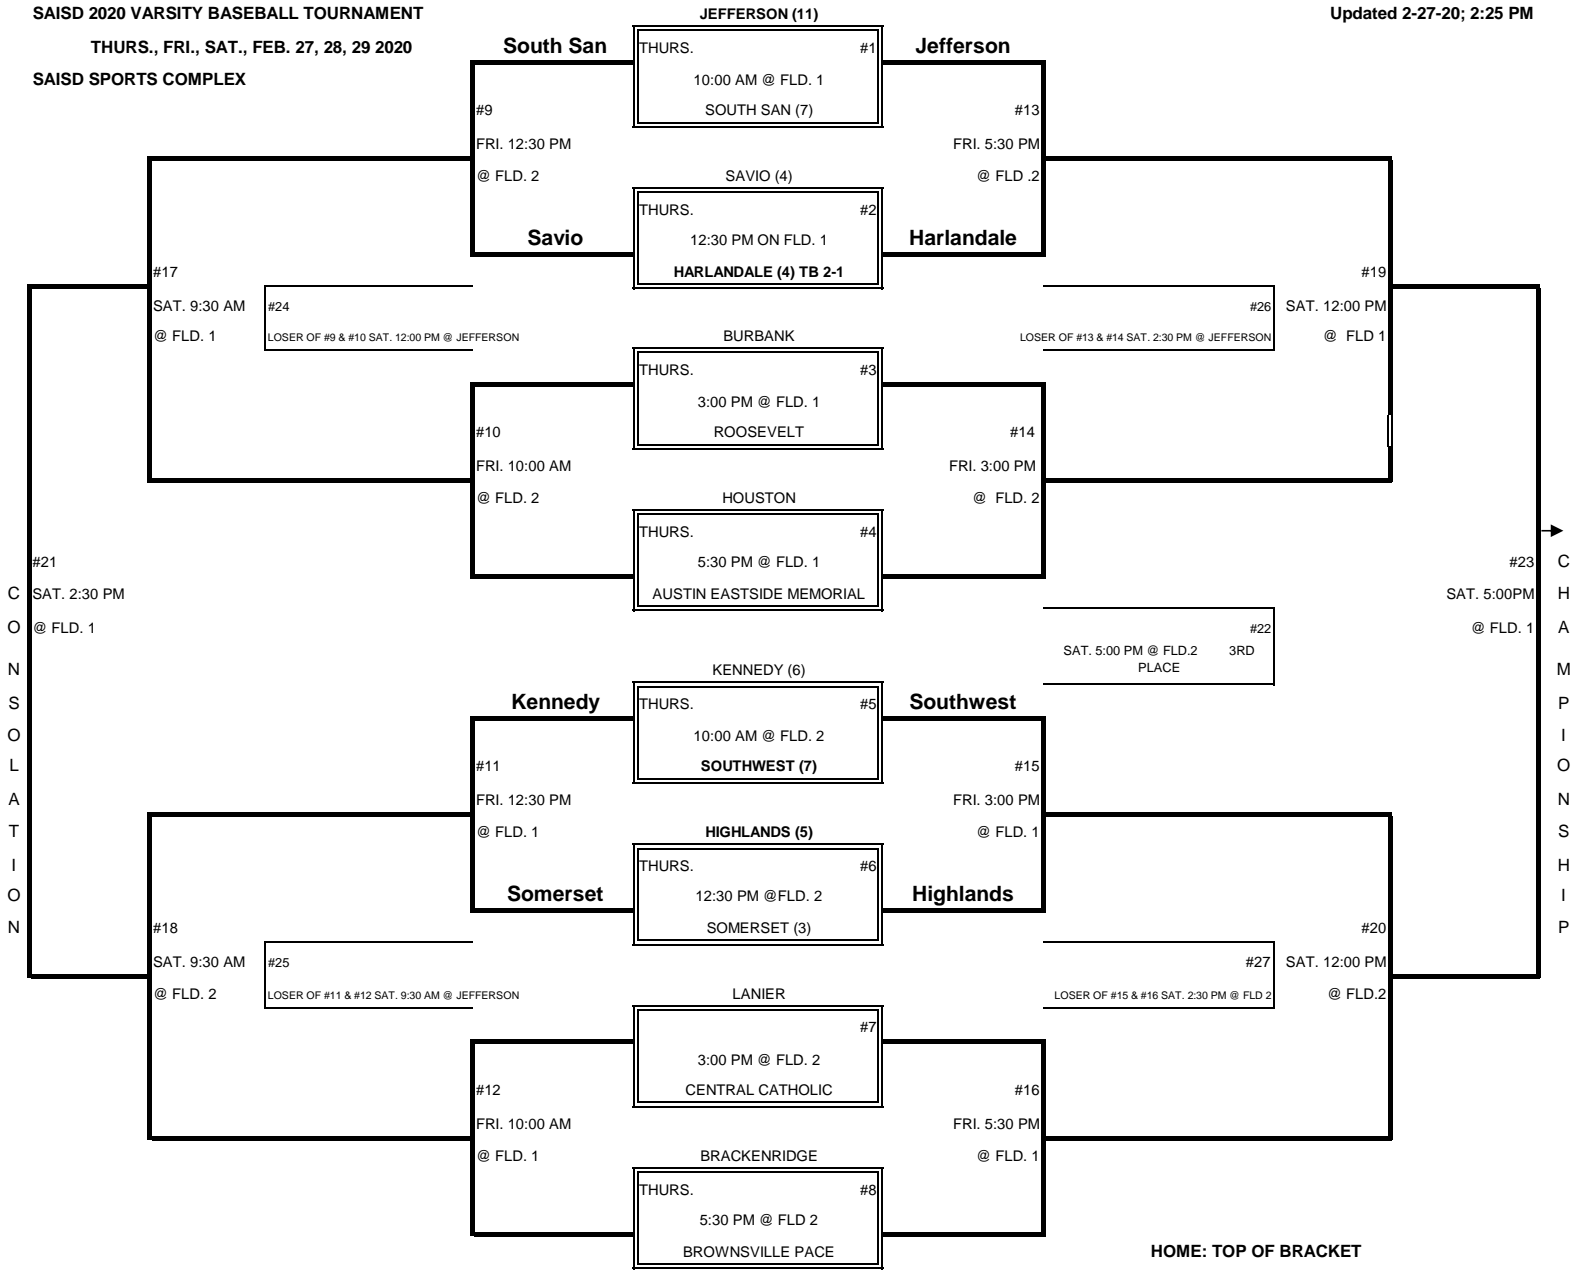 SAISD 2020 VARSITY BASEBALL TOURNAMENT
THURS., FRI., SAT., FEB. 27, 28, 29 2020
SAISD SPORTS COMPLEX
Updated 2-27-20; 2:25 PM
JEFFERSON (11)
South San
THURS. #1
Jefferson
10:00 AM @ FLD. 1
SOUTH SAN (7)
#9
FRI. 12:30 PM
@ FLD. 2
#13
FRI. 5:30 PM
@ FLD .2
SAVIO (4)
THURS. #2
Savio
12:30 PM ON FLD. 1
Harlandale
HARLANDALE (4) TB 2-1
#17
SAT. 9:30 AM
@ FLD. 1
#24
LOSER OF #9 & #10 SAT. 12:00 PM @ JEFFERSON
#26
LOSER OF #13 & #14 SAT. 2:30 PM @ JEFFERSON
#19
SAT. 12:00 PM
@ FLD 1
BURBANK
THURS. #3
3:00 PM @ FLD. 1
ROOSEVELT
#10
FRI. 10:00 AM
@ FLD. 2
#14
FRI. 3:00 PM
@ FLD. 2
HOUSTON
THURS. #4
5:30 PM @ FLD. 1
AUSTIN EASTSIDE MEMORIAL
#21
SAT. 2:30 PM
@ FLD. 1
CONSOLATION
#23
SAT. 5:00PM
@ FLD. 1
CHAMPIONSHIP
#22
SAT. 5:00 PM @ FLD.2 3RD
PLACE
KENNEDY (6)
Kennedy
THURS. #5
Southwest
10:00 AM @ FLD. 2
SOUTHWEST (7)
#11
FRI. 12:30 PM
@ FLD. 1
#15
FRI. 3:00 PM
@ FLD. 1
HIGHLANDS (5)
THURS. #6
Somerset
12:30 PM @FLD. 2
Highlands
SOMERSET (3)
#18
SAT. 9:30 AM
@ FLD. 2
#25
LOSER OF #11 & #12 SAT. 9:30 AM @ JEFFERSON
#27
LOSER OF #15 & #16 SAT. 2:30 PM @ FLD 2
#20
SAT. 12:00 PM
@ FLD.2
LANIER
#7
3:00 PM @ FLD. 2
CENTRAL CATHOLIC
#12
FRI. 10:00 AM
@ FLD. 1
#16
FRI. 5:30 PM
@ FLD. 1
BRACKENRIDGE
THURS. #8
5:30 PM @ FLD 2
BROWNSVILLE PACE
HOME: TOP OF BRACKET